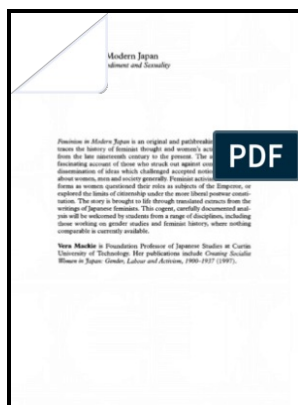 Modern Japan
diment and Sexuality
Feminism in Modern Japan is an original and pathbreaking
traces the history of feminist thought and women's acti
from the late nineteenth century to the present. The
fascinating account of those who struck out against con
dissemination of ideas which challenged accepted notion
about women, men and society generally. Feminist activis
forms as women questioned their roles as subjects of the Emperor, or
explored the limits of citizenship under the more liberal postwar consti-
tution. The story is brought to life through translated extracts from the
writings of Japanese feminists. This cogent, carefully documented anal-
ysis will be welcomed by students from a range of disciplines, including
those working on gender studies and feminist history, where nothing
comparable is currently available.
Vera Mackie is Foundation Professor of Japanese Studies at Curtin
University of Technology. Her publications include Creating Socialist
Women in Japan: Gender, Labour and Activism, 1900–1937 (1997).
PDF